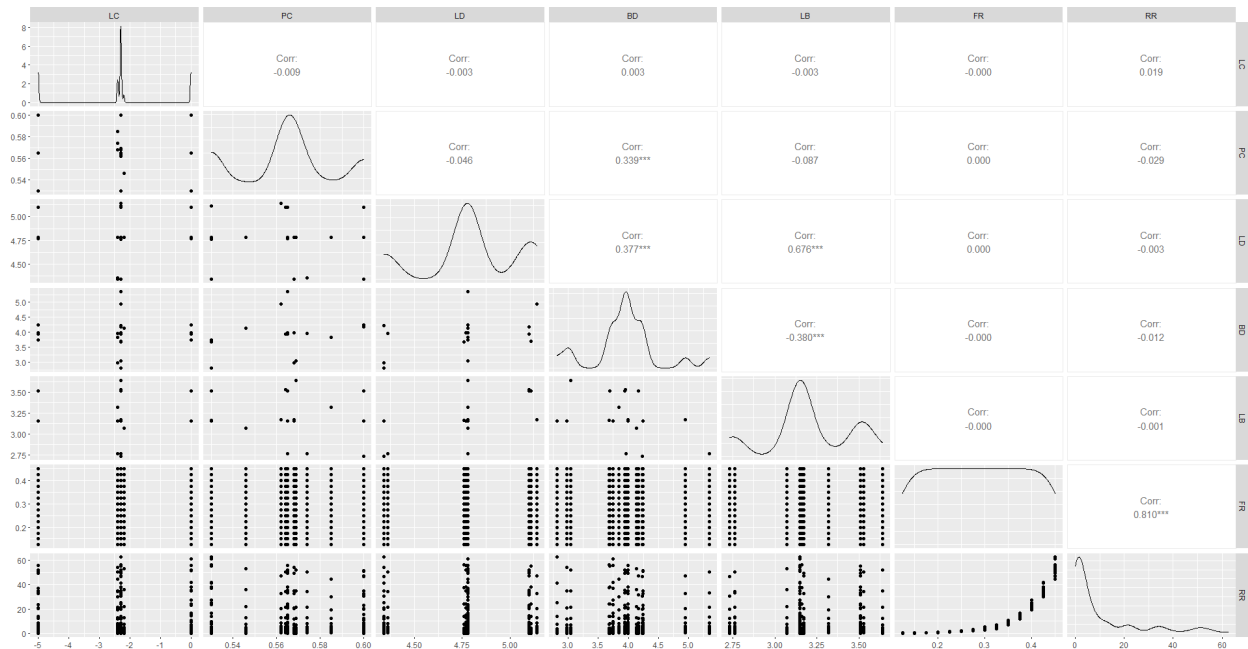 LC PC LD BD LB FR RR
8
6
4
2
0
Corr:
-0.009
Corr:
-0.003
Corr:
0.003
Corr:
-0.003
Corr:
-0.000
Corr:
0.019
LC
0.60
0.58
0.56
0.54
Corr:
-0.046
Corr:
0.339***
Corr:
-0.087
Corr:
0.000
Corr:
-0.029
PC
5.00
4.75
4.50
Corr:
0.377***
Corr:
0.676***
Corr:
0.000
Corr:
-0.003
LD
5.0
4.5
4.0
3.5
3.0
Corr:
-0.380***
Corr:
-0.000
Corr:
-0.012
BD
3.50
3.25
3.00
2.75
Corr:
-0.000
Corr:
-0.001
LB
0.4
0.3
0.2
Corr:
0.810***
FR
60
40
20
0
RR
-5 -4 -3 -2 -1 0 0.54 0.56 0.58 0.60 4.50 4.75 5.00 3.0 3.5 4.0 4.5 5.0 2.75 3.00 3.25 3.50 0.2 0.3 0.4 0 20 40 60